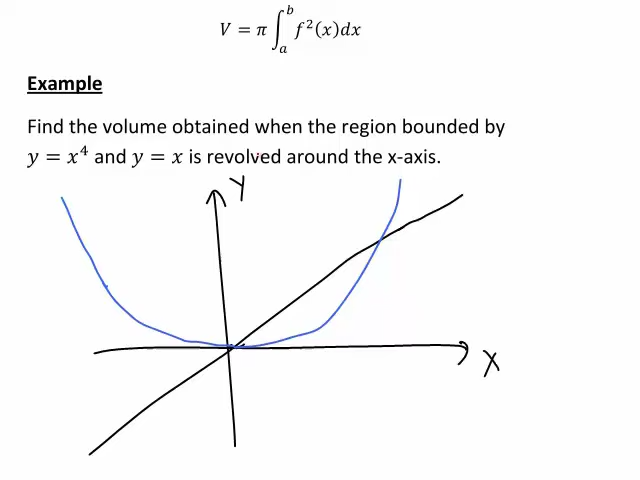 V = π ∫ₐᵇ f²(x)dx
Example
Find the volume obtained when the region bounded by
y = x⁴ and y = x is revolved around the x-axis.
Y
X